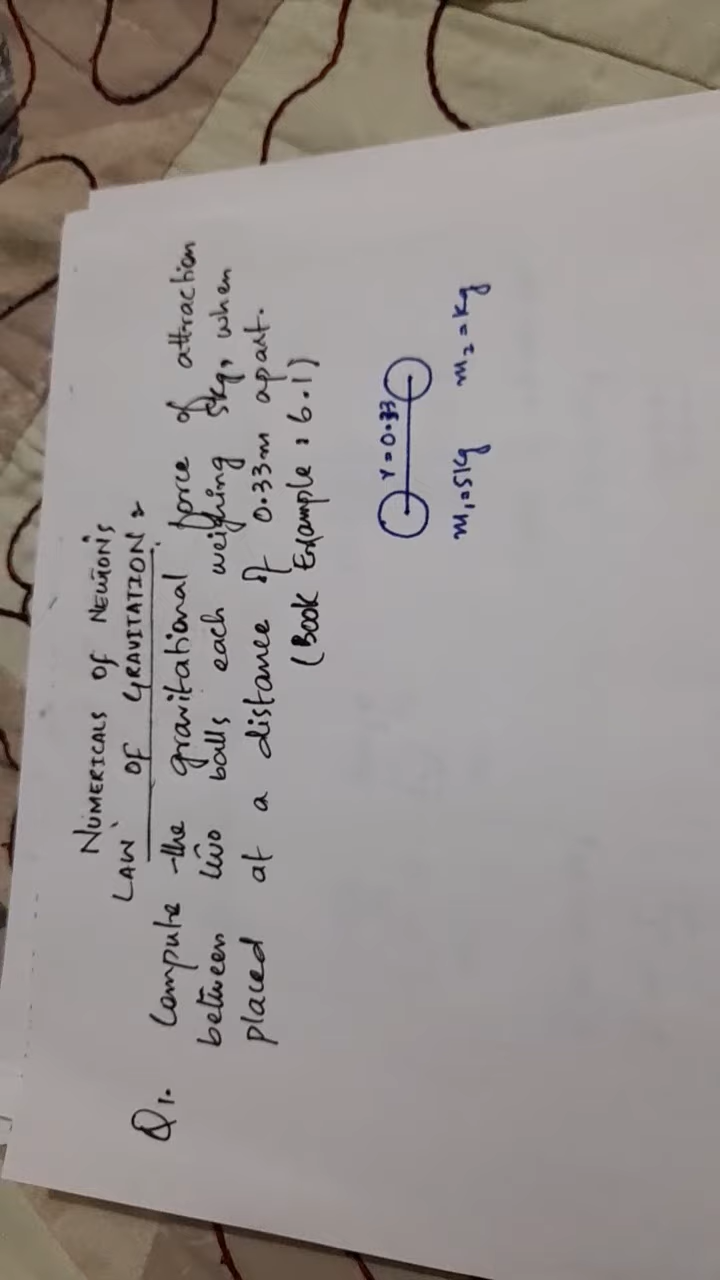 NUMERICALS OF NEWTON'S
LAW OF GRAVITATION:
Q1. Compute the gravitational force of attraction
between two balls each weighing 5kg, when
placed at a distance of 0.33m apart.
(Book Example: 6.1)
r=0.33
m₁=5kg m₂=kg